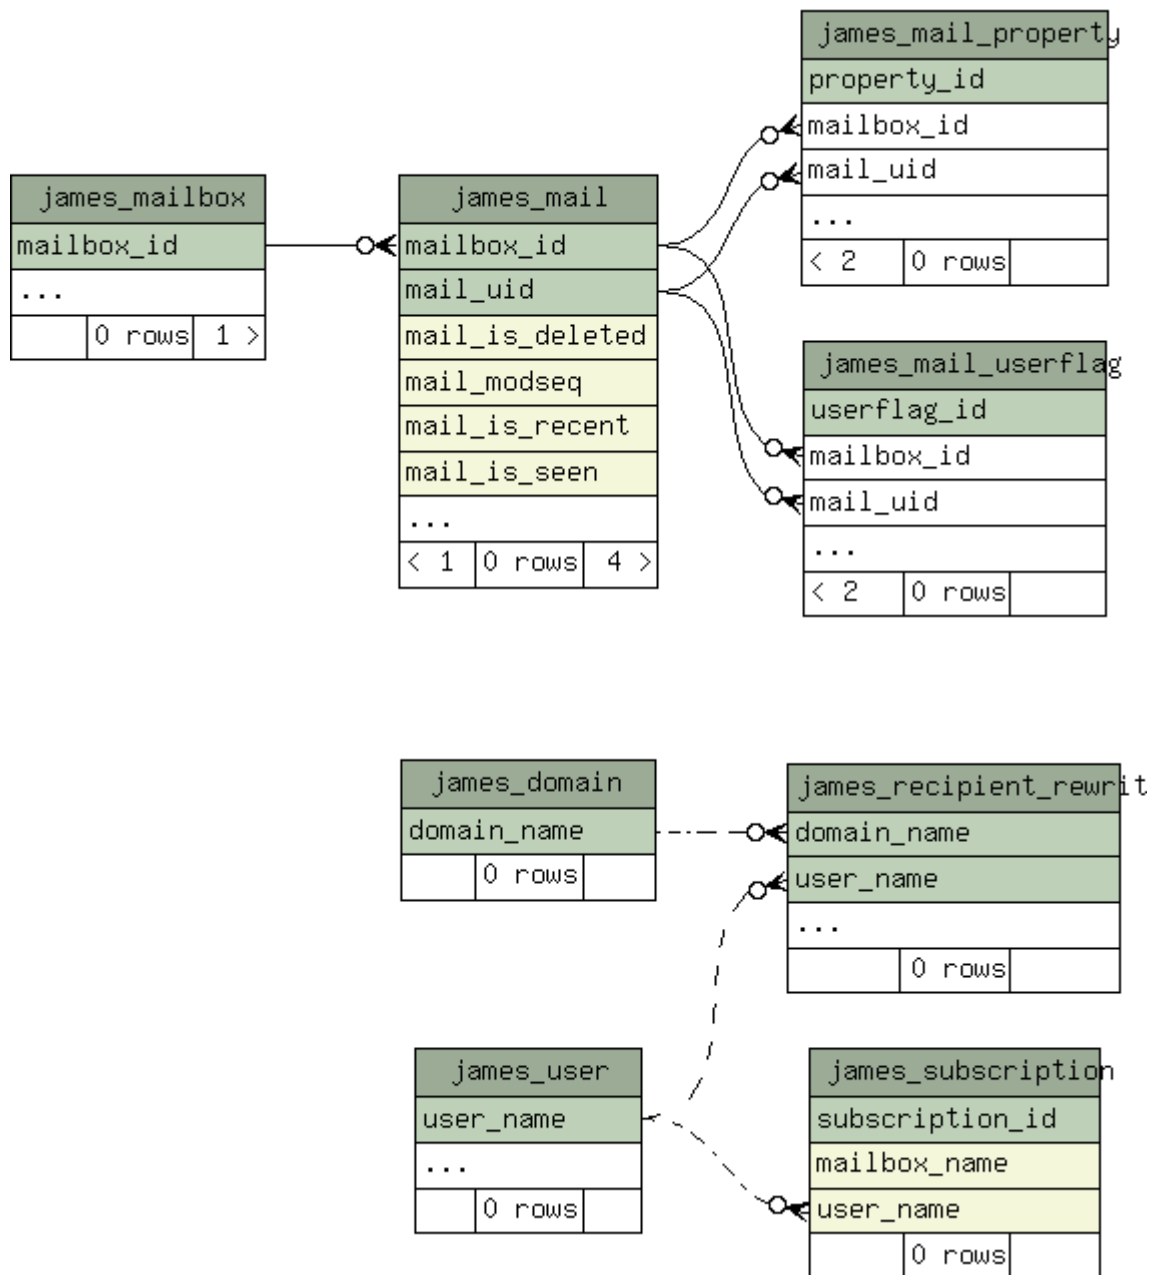 james_mailbox
mailbox_id
...
0 rows 1 >
james_mail
mailbox_id
mail_uid
mail_is_deleted
mail_modseq
mail_is_recent
mail_is_seen
...
< 1 0 rows 4 >
james_mail_property
property_id
mailbox_id
mail_uid
...
< 2 0 rows
james_mail_userflag
userflag_id
mailbox_id
mail_uid
...
< 2 0 rows
james_domain
domain_name
0 rows
james_recipient_rewrit
domain_name
user_name
...
0 rows
james_user
user_name
...
0 rows
james_subscription
subscription_id
mailbox_name
user_name
0 rows